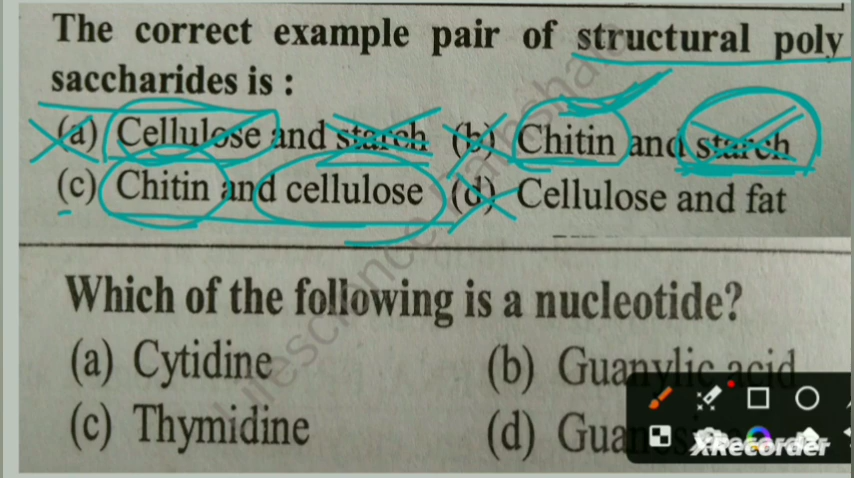 The correct example pair of structural poly
saccharides is :
(a) Cellulose and starch (b) Chitin and starch
(c) Chitin and cellulose (d) Cellulose and fat
Which of the following is a nucleotide?
(a) Cytidine (b) Guanylic acid
(c) Thymidine (d)
XRecorder